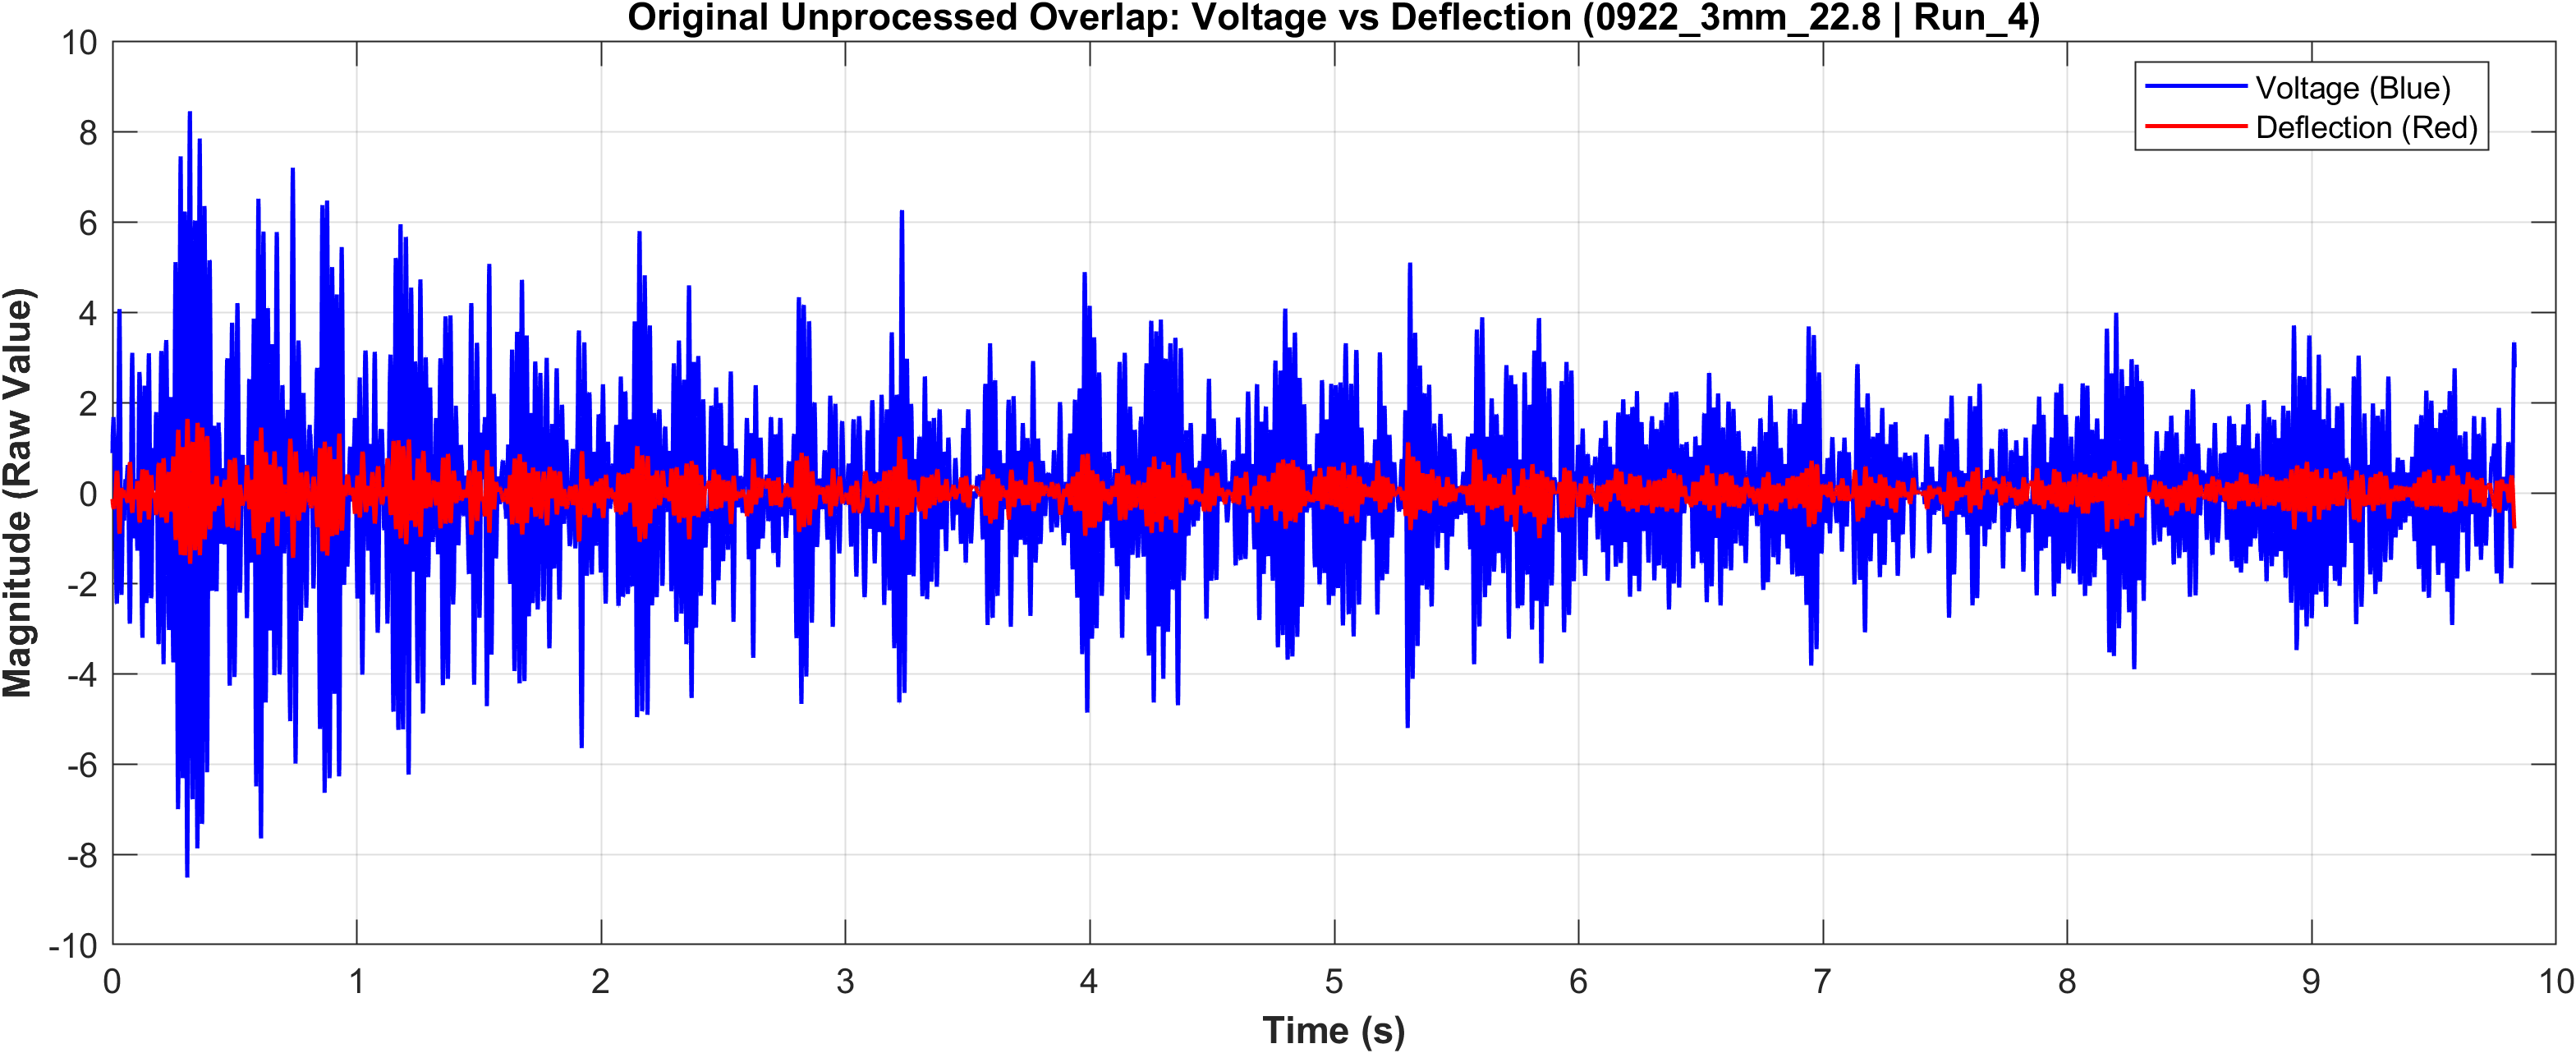 Original Unprocessed Overlap: Voltage vs Deflection (0922_3mm_22.8 | Run_4)
Voltage (Blue)
Deflection (Red)
Magnitude (Raw Value)
10
8
6
4
2
0
-2
-4
-6
-8
-10
0 1 2 3 4 5 6 7 8 9 10
Time (s)